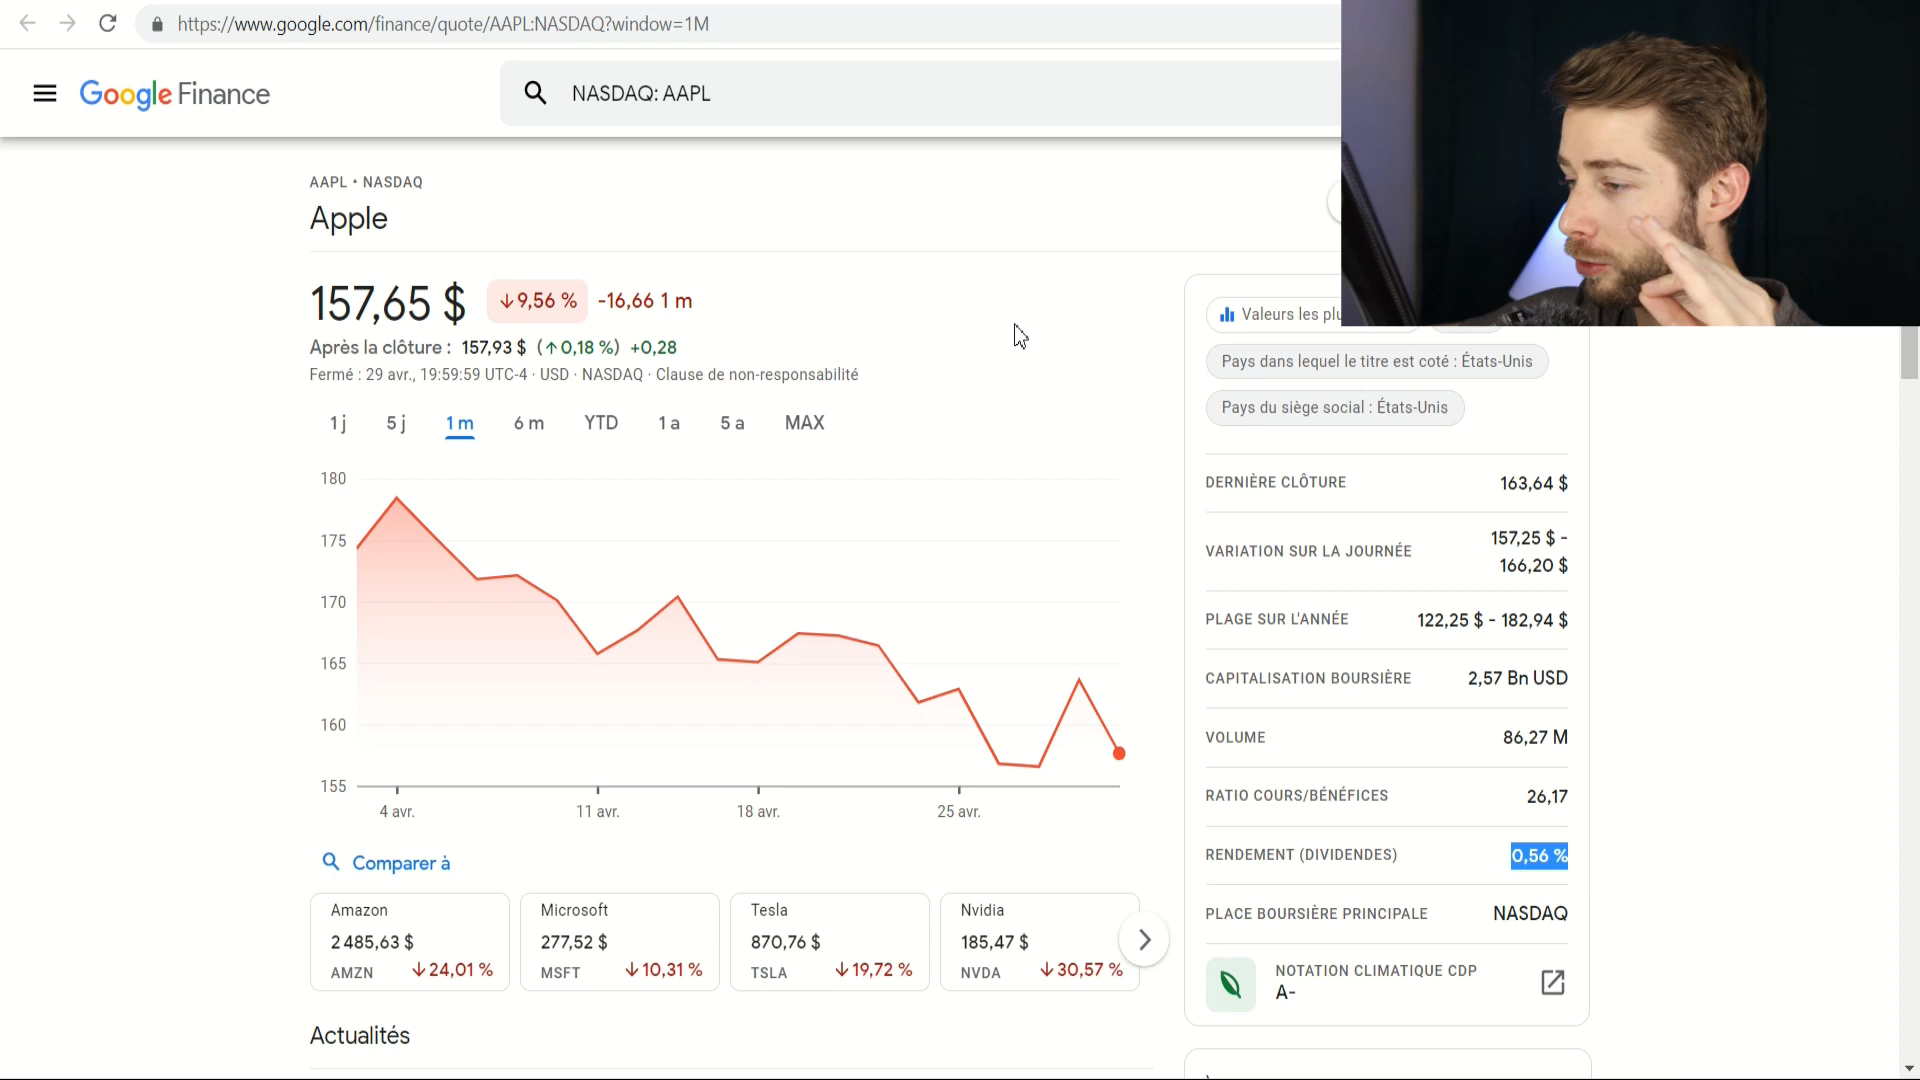 https://www.google.com/finance/quote/AAPL:NASDAQ?window=1M
Google Finance
NASDAQ: AAPL
AAPL • NASDAQ
Apple
157,65 $ ↓9,56 % -16,66 1 m
Après la clôture : 157,93 $ (↑0,18 %) +0,28
Fermé : 29 avr., 19:59:59 UTC-4 · USD · NASDAQ · Clause de non-responsabilité
1 j 5 j 1 m 6 m YTD 1 a 5 a MAX
180
175
170
165
160
155
4 avr. 11 avr. 18 avr. 25 avr.
Comparer à
Amazon
2 485,63 $
AMZN ↓24,01 %
Microsoft
277,52 $
MSFT ↓10,31 %
Tesla
870,76 $
TSLA ↓19,72 %
Nvidia
185,47 $
NVDA ↓30,57 %
Actualités
Valeurs les
Pays dans lequel le titre est coté : États-Unis
Pays du siège social : États-Unis
DERNIÈRE CLÔTURE 163,64 $
VARIATION SUR LA JOURNÉE 157,25 $ -
166,20 $
PLAGE SUR L'ANNÉE 122,25 $ - 182,94 $
CAPITALISATION BOURSIÈRE 2,57 Bn USD
VOLUME 86,27 M
RATIO COURS/BÉNÉFICES 26,17
RENDEMENT (DIVIDENDES) 0,56 %
PLACE BOURSIÈRE PRINCIPALE NASDAQ
NOTATION CLIMATIQUE CDP
A-